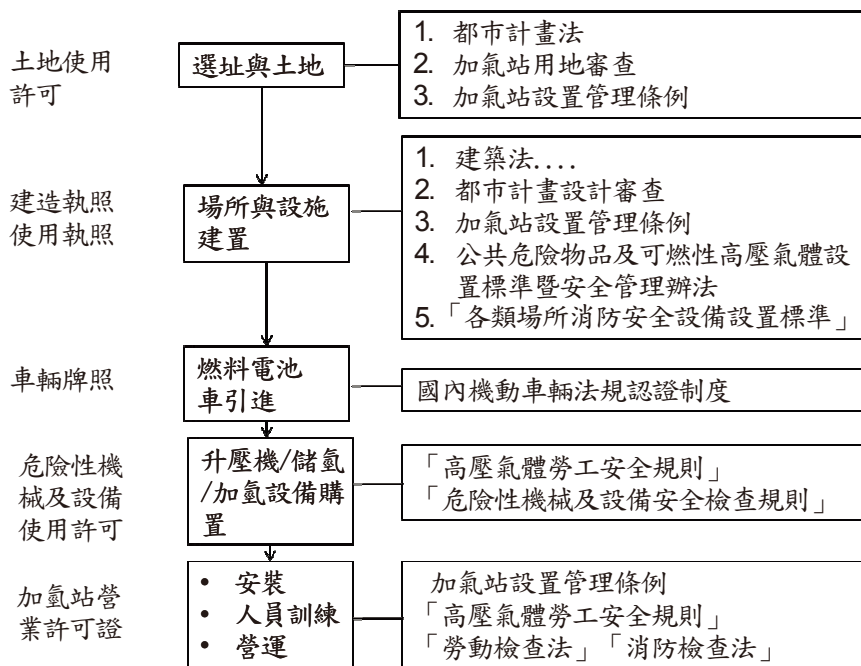 土地使用
許可
選址與土地
1. 都市計畫法
2. 加氣站用地審查
3. 加氣站設置管理條例
建造執照
使用執照
場所與設施
建置
1. 建築法....
2. 都市計畫設計審查
3. 加氣站設置管理條例
4. 公共危險物品及可燃性高壓氣體設
置標準暨安全管理辦法
5.「各類場所消防安全設備設置標準」
車輛牌照
燃料電池
車引進
國內機動車輛法規認證制度
危險性機
械及設備
使用許可
升壓機/儲氫
/加氫設備購
置
「高壓氣體勞工安全規則」
「危險性機械及設備安全檢查規則」
加氫站營
業許可證
• 安裝
• 人員訓練
• 營運
加氣站設置管理條例
「高壓氣體勞工安全規則」
「勞動檢查法」「消防檢查法」